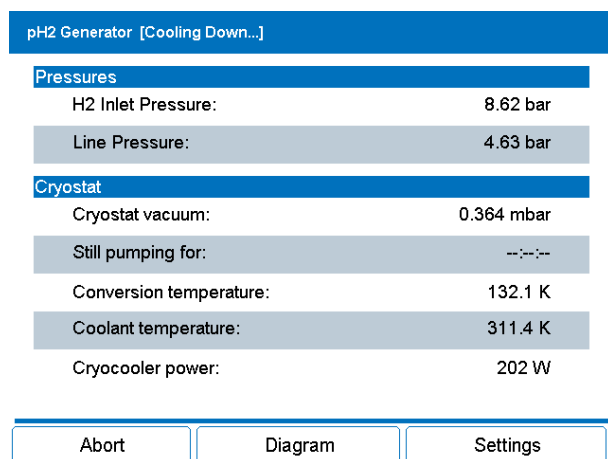 pH2 Generator [Cooling Down...]
Pressures
H2 Inlet Pressure: 8.62 bar
Line Pressure: 4.63 bar
Cryostat
Cryostat vacuum: 0.364 mbar
Still pumping for: --:--:--
Conversion temperature: 132.1 K
Coolant temperature: 311.4 K
Cryocooler power: 202 W
Abort Diagram Settings